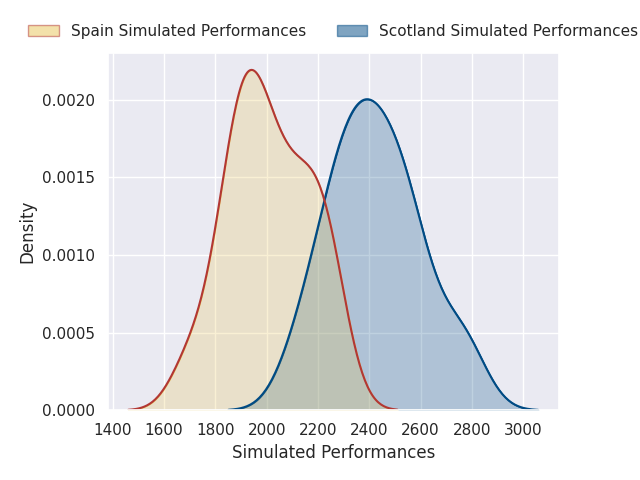 Spain Simulated Performances
Scotland Simulated Performances
0.0020
0.0015
0.0010
0.0005
0.0000
Density
1400 1600 1800 2000 2200 2400 2600 2800 3000
Simulated Performances